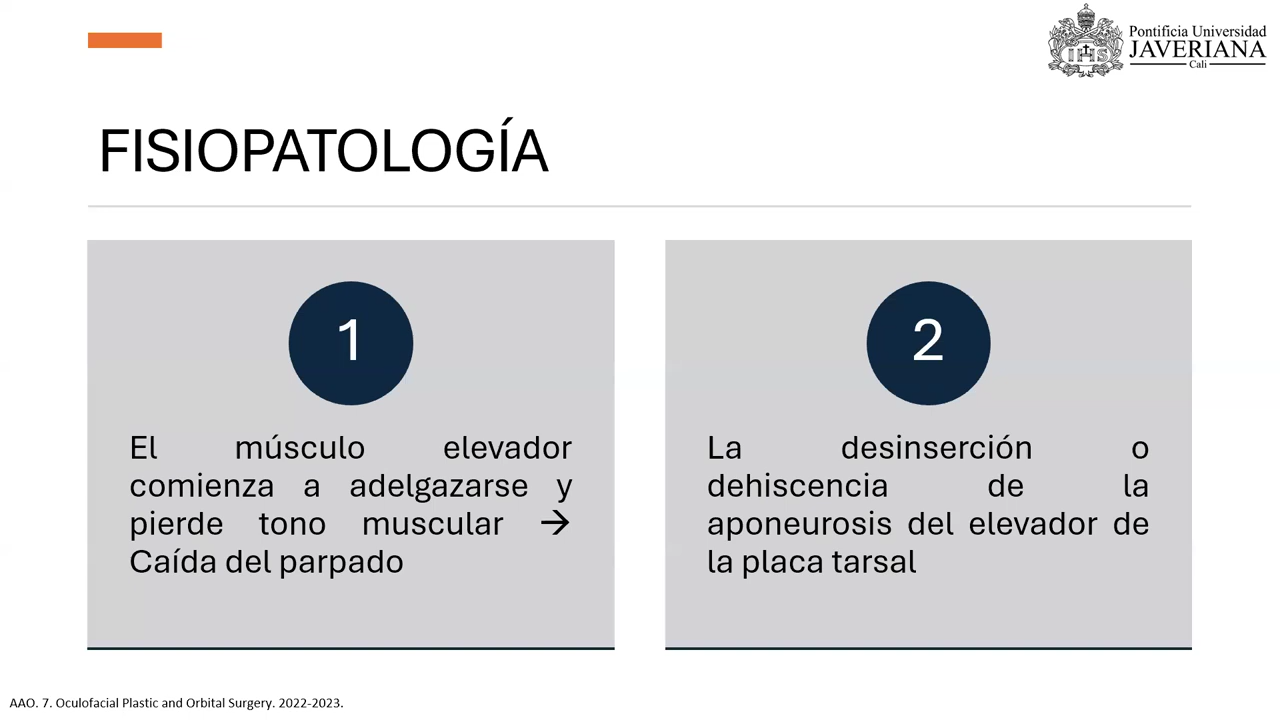 Pontificia Universidad
JAVERIANA
Cali
IHS
FISIOPATOLOGÍA
1
El músculo elevador
comienza a adelgazarse y
pierde tono muscular →
Caída del parpado
2
La desinserción o
dehiscencia de la
aponeurosis del elevador de
la placa tarsal
AAO. 7. Oculofacial Plastic and Orbital Surgery. 2022-2023.